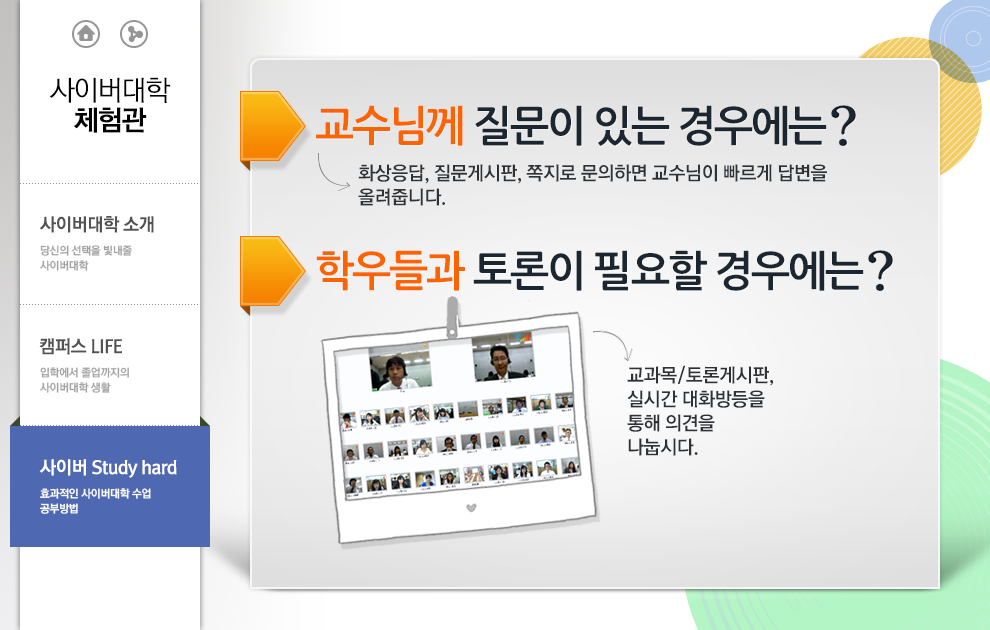 사이버대학
체험관
사이버대학 소개
당신의 선택을 빛내줄
사이버대학
캠퍼스 LIFE
입학에서 졸업까지의
사이버대학 생활
사이버 Study hard
효과적인 사이버대학 수업
공부방법
교수님께 질문이 있는 경우에는?
화상응답, 질문게시판, 쪽지로 문의하면 교수님이 빠르게 답변을
올려줍니다.
학우들과 토론이 필요할 경우에는?
교과목/토론게시판,
실시간 대화방등을
통해 의견을
나눕시다.